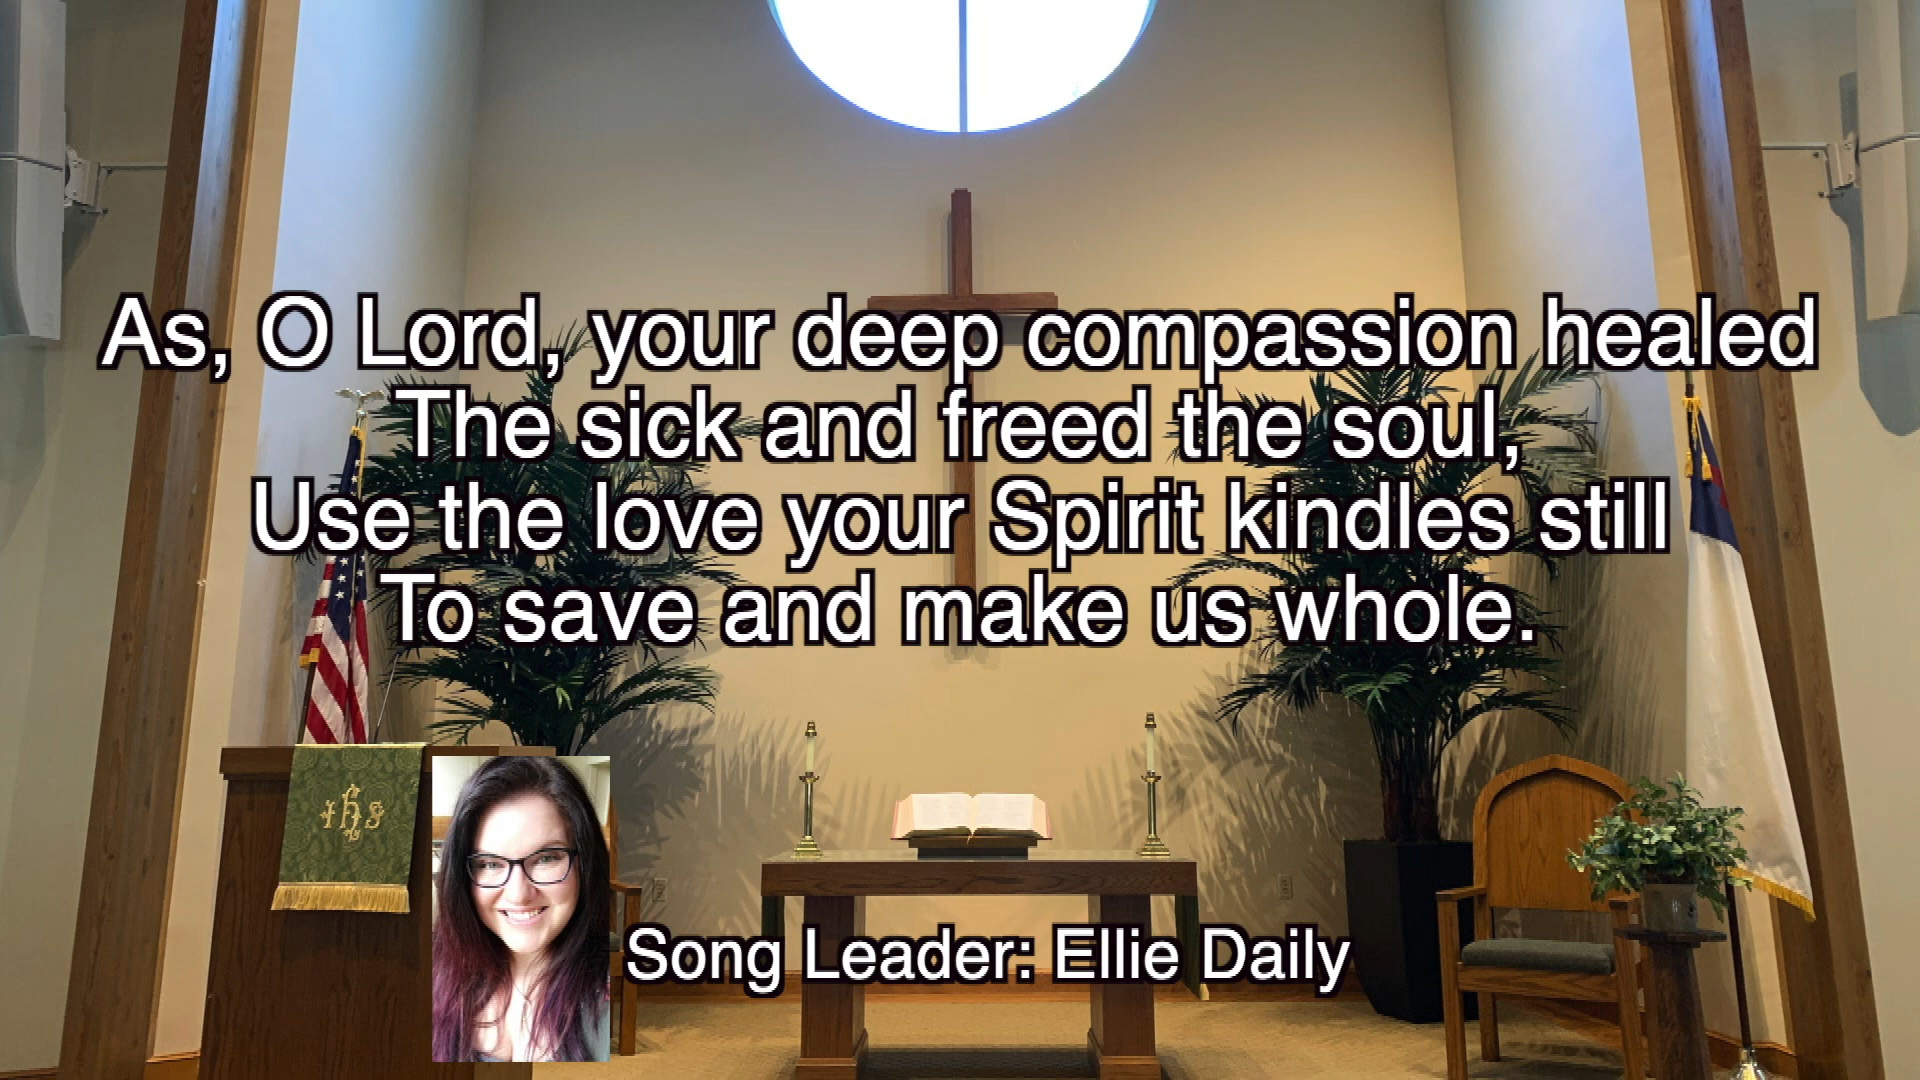 As, O Lord, your deep compassion healed
The sick and freed the soul,
Use the love your Spirit kindles still
To save and make us whole.
ihs
Song Leader: Ellie Daily